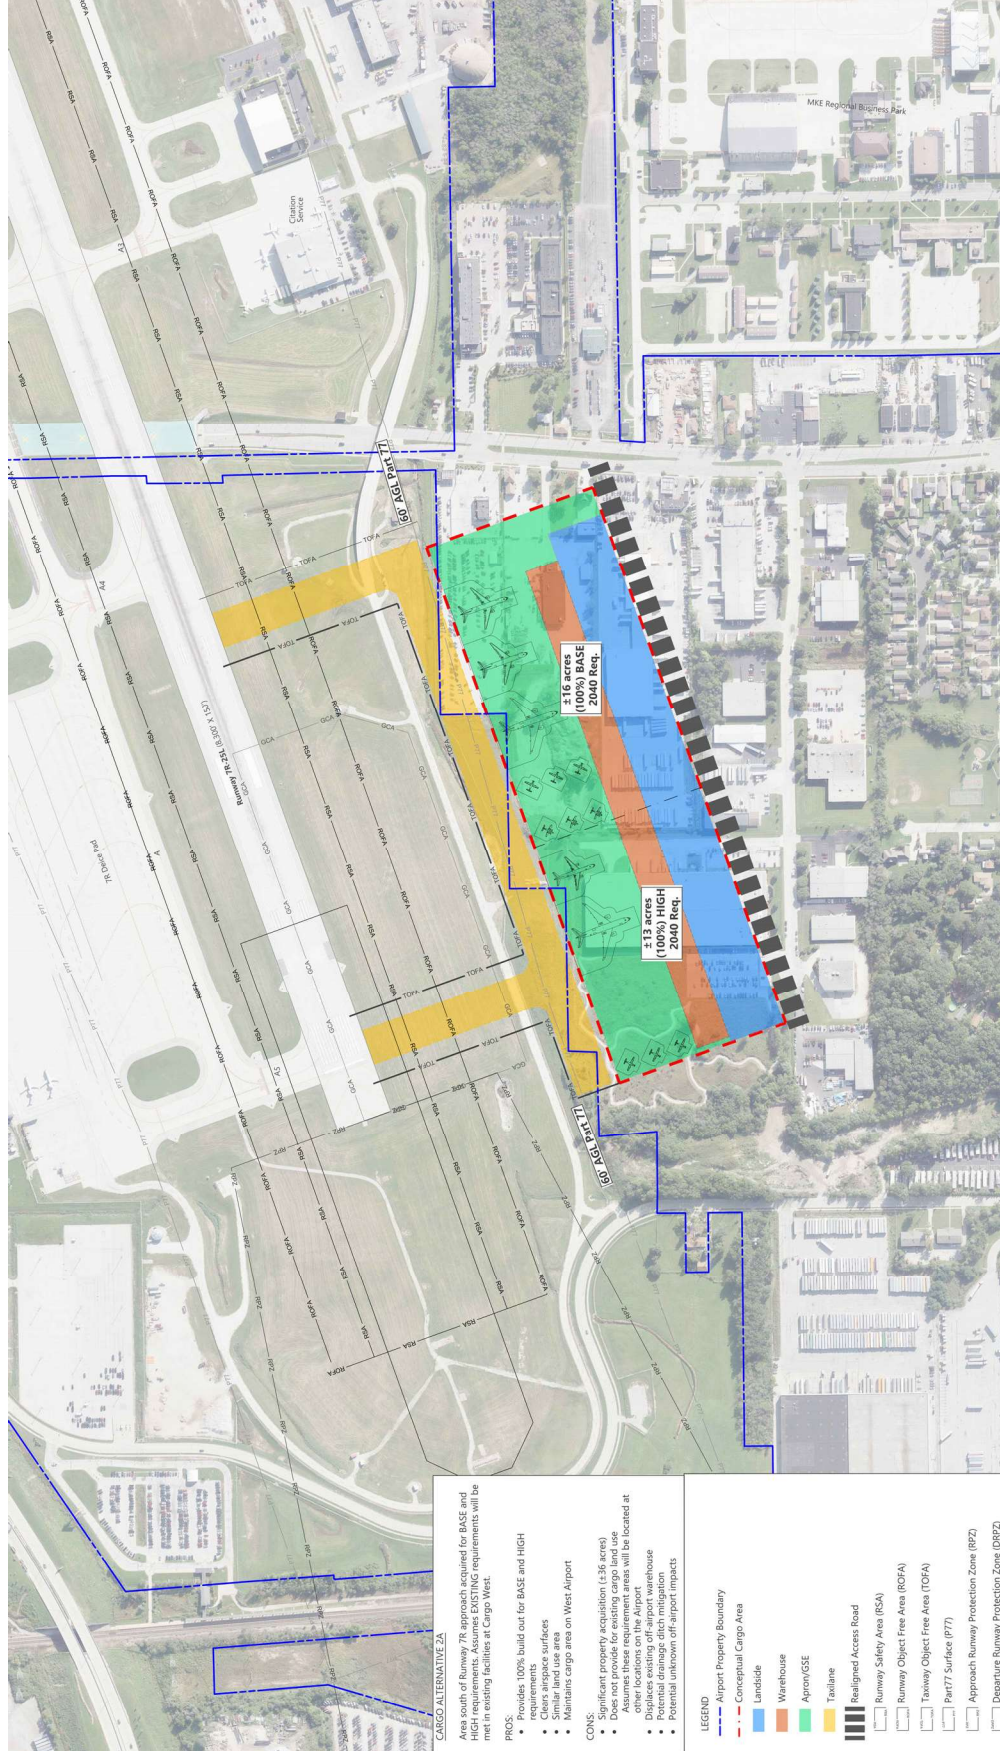 CARGO ALTERNATIVE 2A
Area south of Runway 7R approach acquired for BASE and
HIGH requirements. Assumes EXISTING requirements will be
met in existing facilities at Cargo West.
PROS:
• Provides 100% build out for BASE and HIGH
requirements
• Clears airspace surfaces
• Similar land use area
• Maintains cargo area on West Airport
CONS:
• Significant property acquisition (±36 acres)
• Does not provide for existing cargo land use
Assumes these requirement areas will be located at
other locations on the Airport
• Displaces existing off-airport warehouse
• Potential drainage ditch mitigation
• Potential unknown off-airport impacts
LEGEND
Airport Property Boundary
Conceptual Cargo Area
Landside
Warehouse
Apron/GSE
Taxilane
Realigned Access Road
Runway Safety Area (RSA)
Runway Object Free Area (ROFA)
Taxiway Object Free Area (TOFA)
Part77 Surface (P77)
Approach Runway Protection Zone (RPZ)
Departure Runway Protection Zone (DRPZ)
±13 acres
(100%) HIGH
2040 Req.
±16 acres
(100%) BASE
2040 Req.
60' AGL Part 77
60' AGL Part 77
Runway 7R-25L (8,300' X 150')
7R Deice Pad
Citation
Service
MKE Regional Business Park
A
A3
A4
A5
RSA
ROFA
TOFA
GCA
RPZ
P77